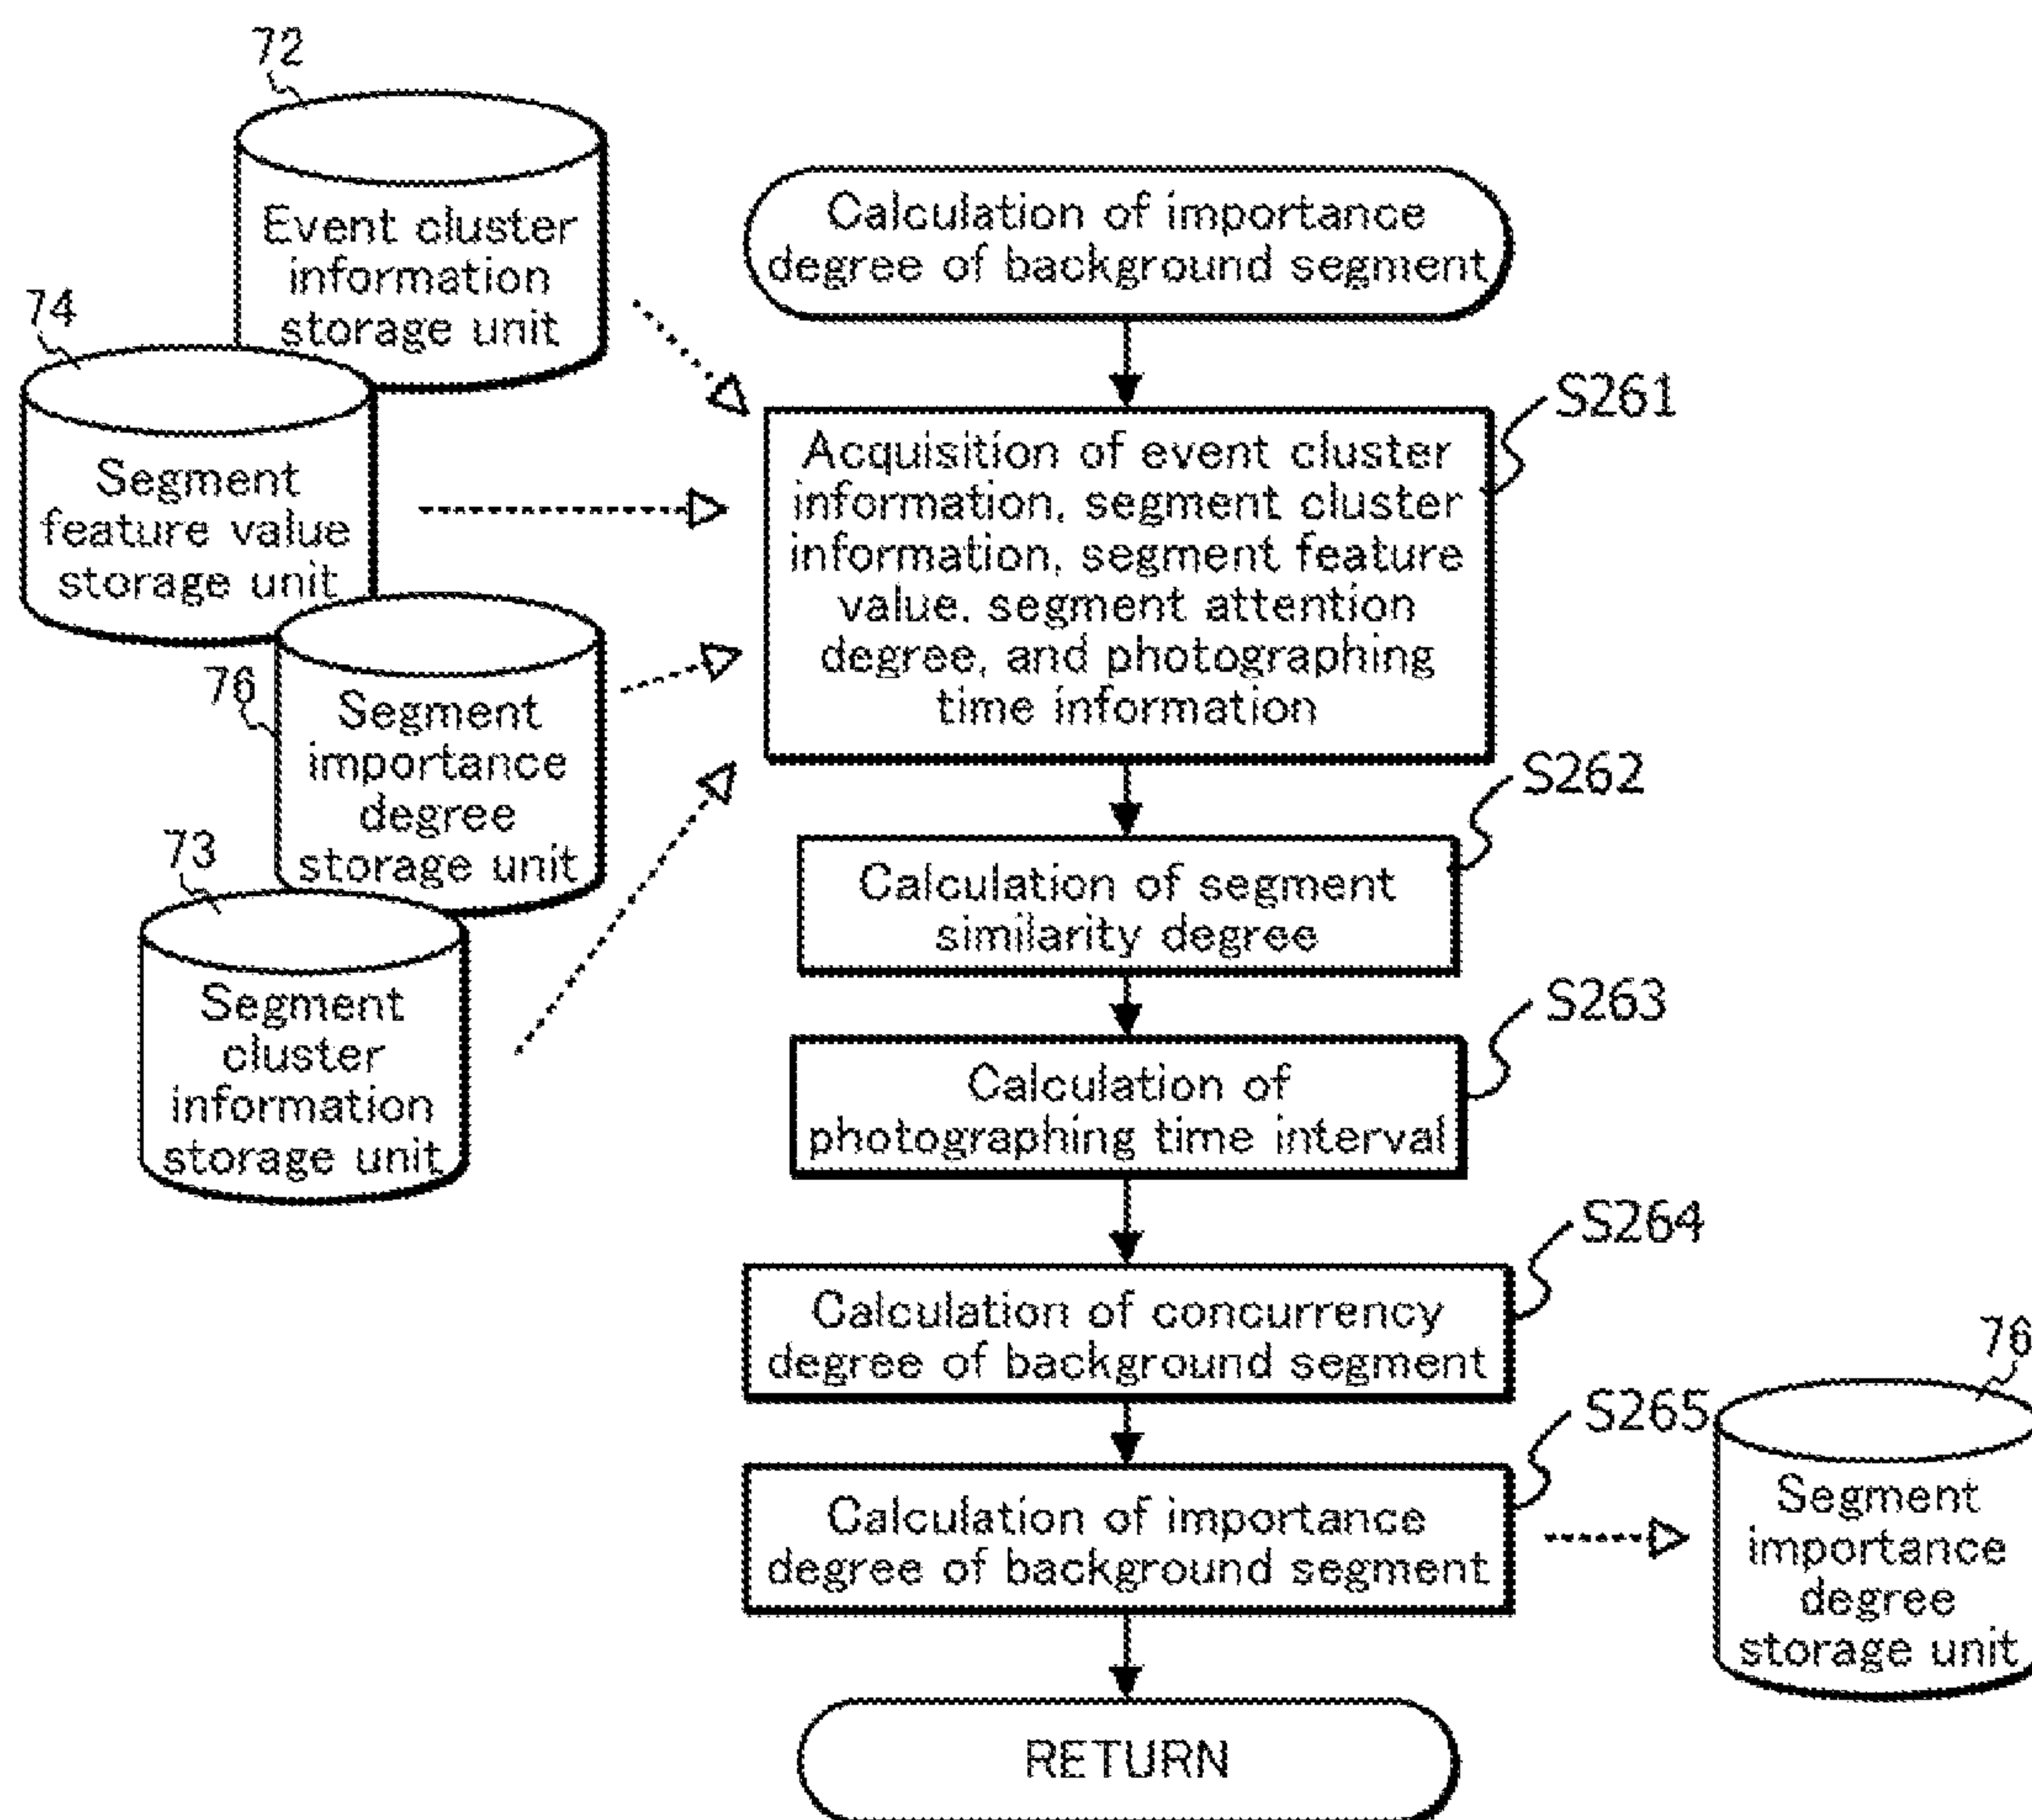 72
Event cluster
information
storage unit
74
Segment
feature value
storage unit
76
Segment
importance
degree
storage unit
73
Segment
cluster
information
storage unit
Calculation of importance
degree of background segment
S261
Acquisition of event cluster
information, segment cluster
information, segment feature
value, segment attention
degree, and photographing
time information
S262
Calculation of segment
similarity degree
S263
Calculation of
photographing time interval
S264
Calculation of concurrency
degree of background segment
S265
Calculation of importance
degree of background segment
76
Segment
importance
degree
storage unit
RETURN